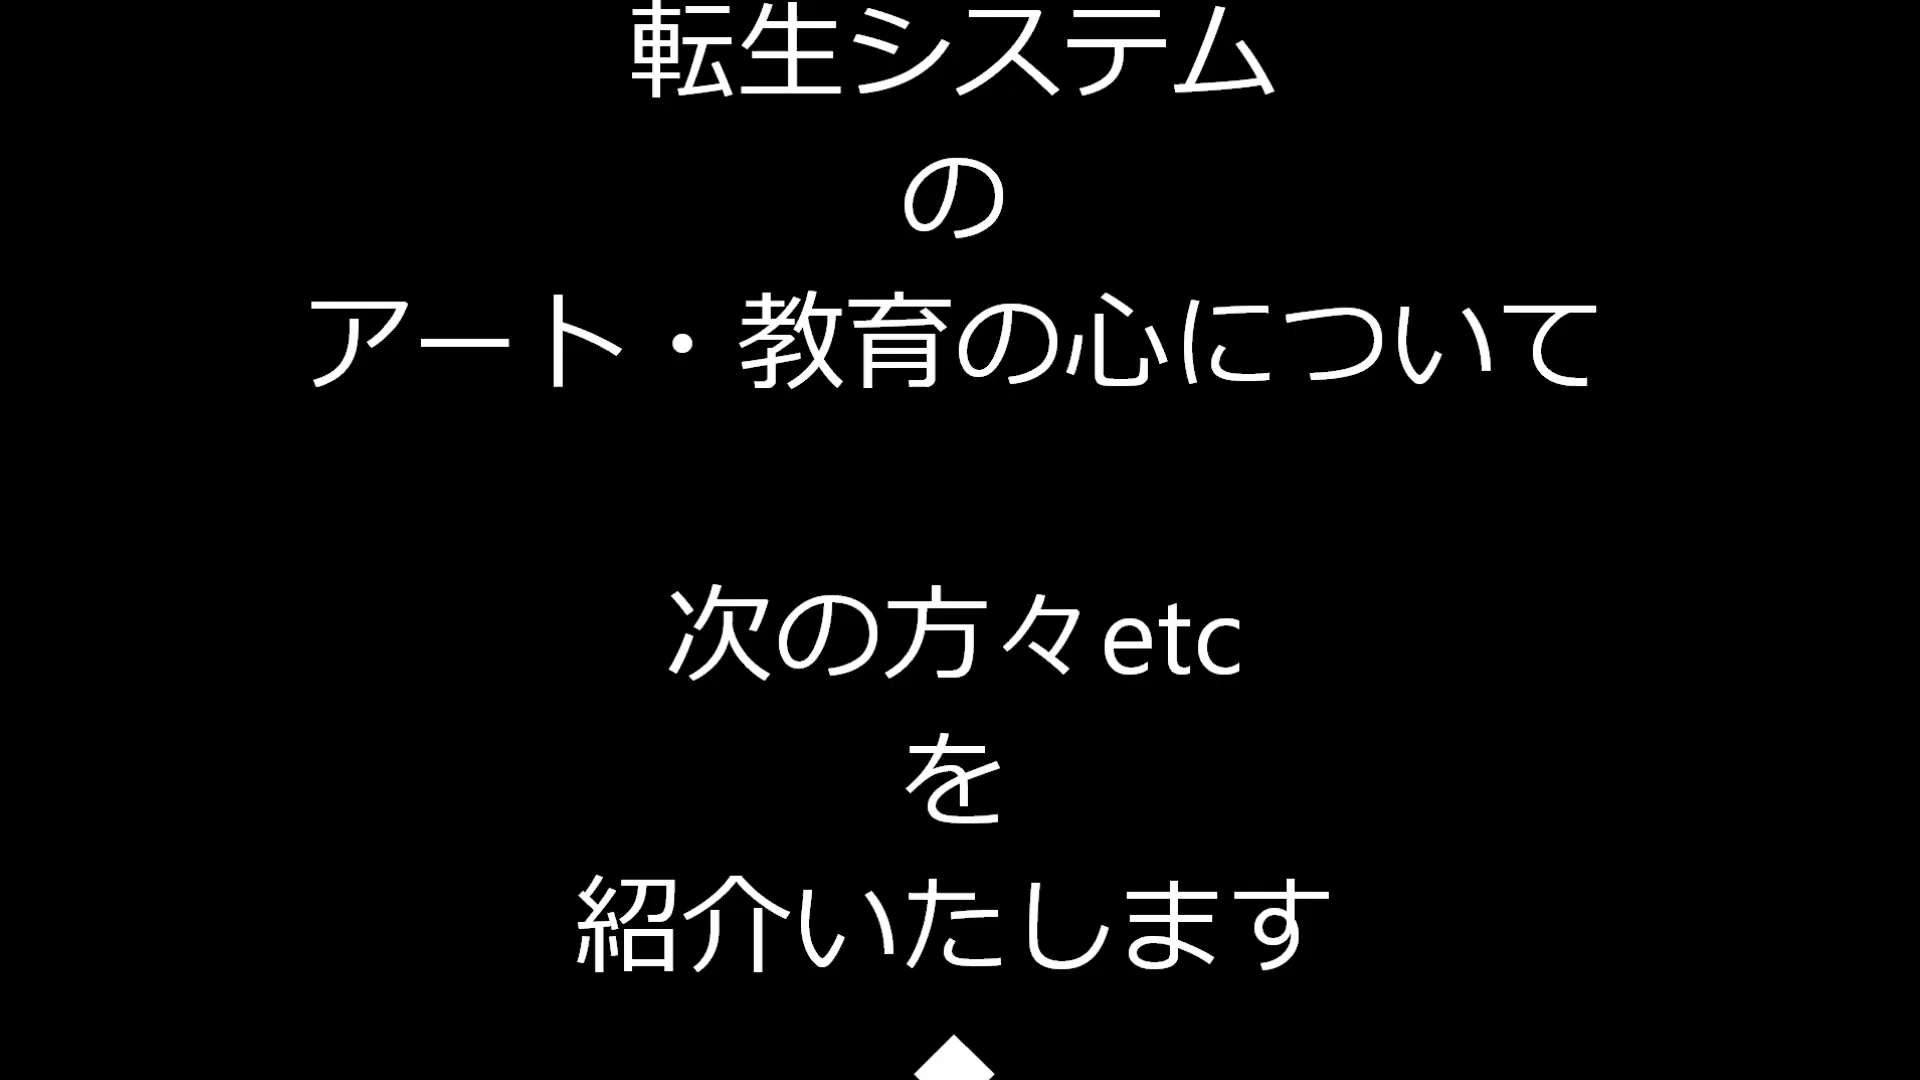 転生システム
の
アート・教育の心について
次の方々etc
を
紹介いたします
◆